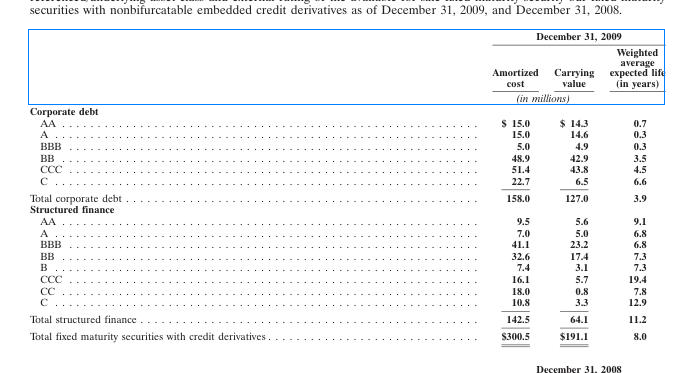 securities with nonbifurcatable embedded credit derivatives as of December 31, 2009, and December 31, 2008.
December 31, 2009
Weighted
average
Amortized Carrying expected life
cost value (in years)
(in millions)
Corporate debt
AA $ 15.0 $ 14.3 0.7
A 15.0 14.6 0.3
BBB 5.0 4.9 0.3
BB 48.9 42.9 3.5
CCC 51.4 43.8 4.5
C 22.7 6.5 6.6
Total corporate debt 158.0 127.0 3.9
Structured finance
AA 9.5 5.6 9.1
A 7.0 5.0 6.8
BBB 41.1 23.2 6.8
BB 32.6 17.4 7.3
B 7.4 3.1 7.3
CCC 16.1 5.7 19.4
CC 18.0 0.8 7.8
C 10.8 3.3 12.9
Total structured finance 142.5 64.1 11.2
Total fixed maturity securities with credit derivatives $300.5 $191.1 8.0
December 31, 2008